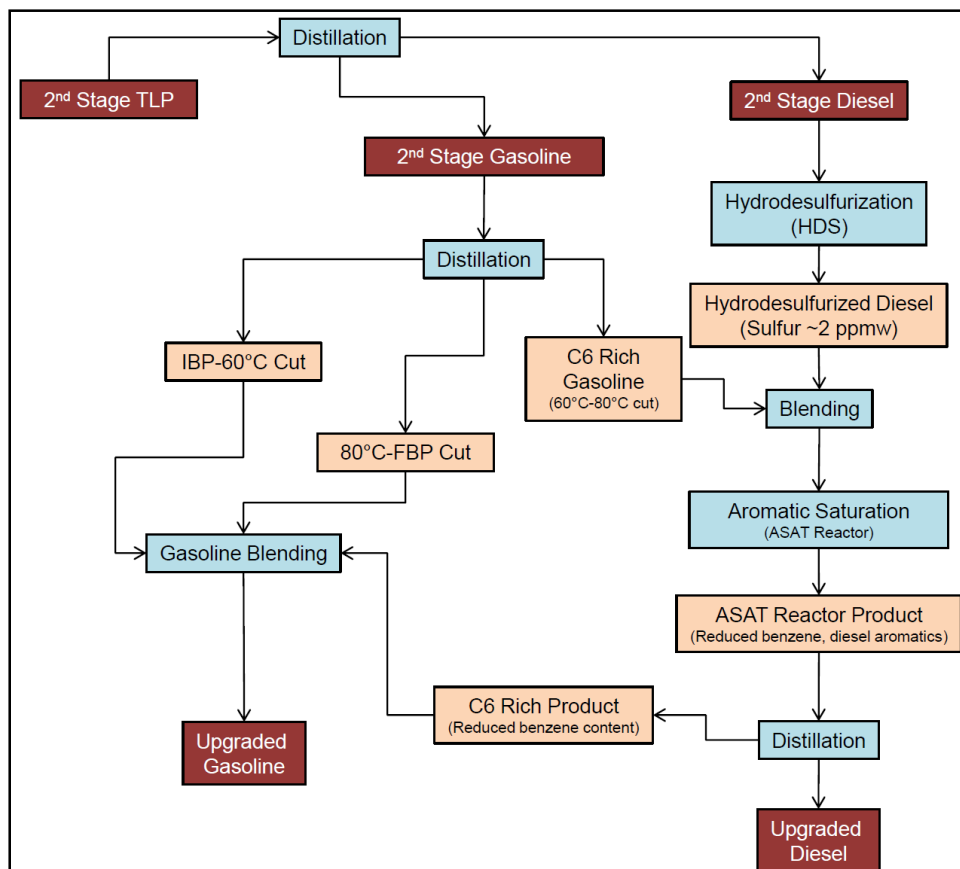 Distillation
2nd Stage TLP
2nd Stage Diesel
2nd Stage Gasoline
Hydrodesulfurization
(HDS)
Distillation
Hydrodesulfurized Diesel
(Sulfur ~2 ppmw)
IBP-60°C Cut
C6 Rich
Gasoline
(60°C-80°C cut)
Blending
80°C-FBP Cut
Aromatic Saturation
(ASAT Reactor)
Gasoline Blending
ASAT Reactor Product
(Reduced benzene, diesel aromatics)
C6 Rich Product
(Reduced benzene content)
Distillation
Upgraded
Gasoline
Upgraded
Diesel